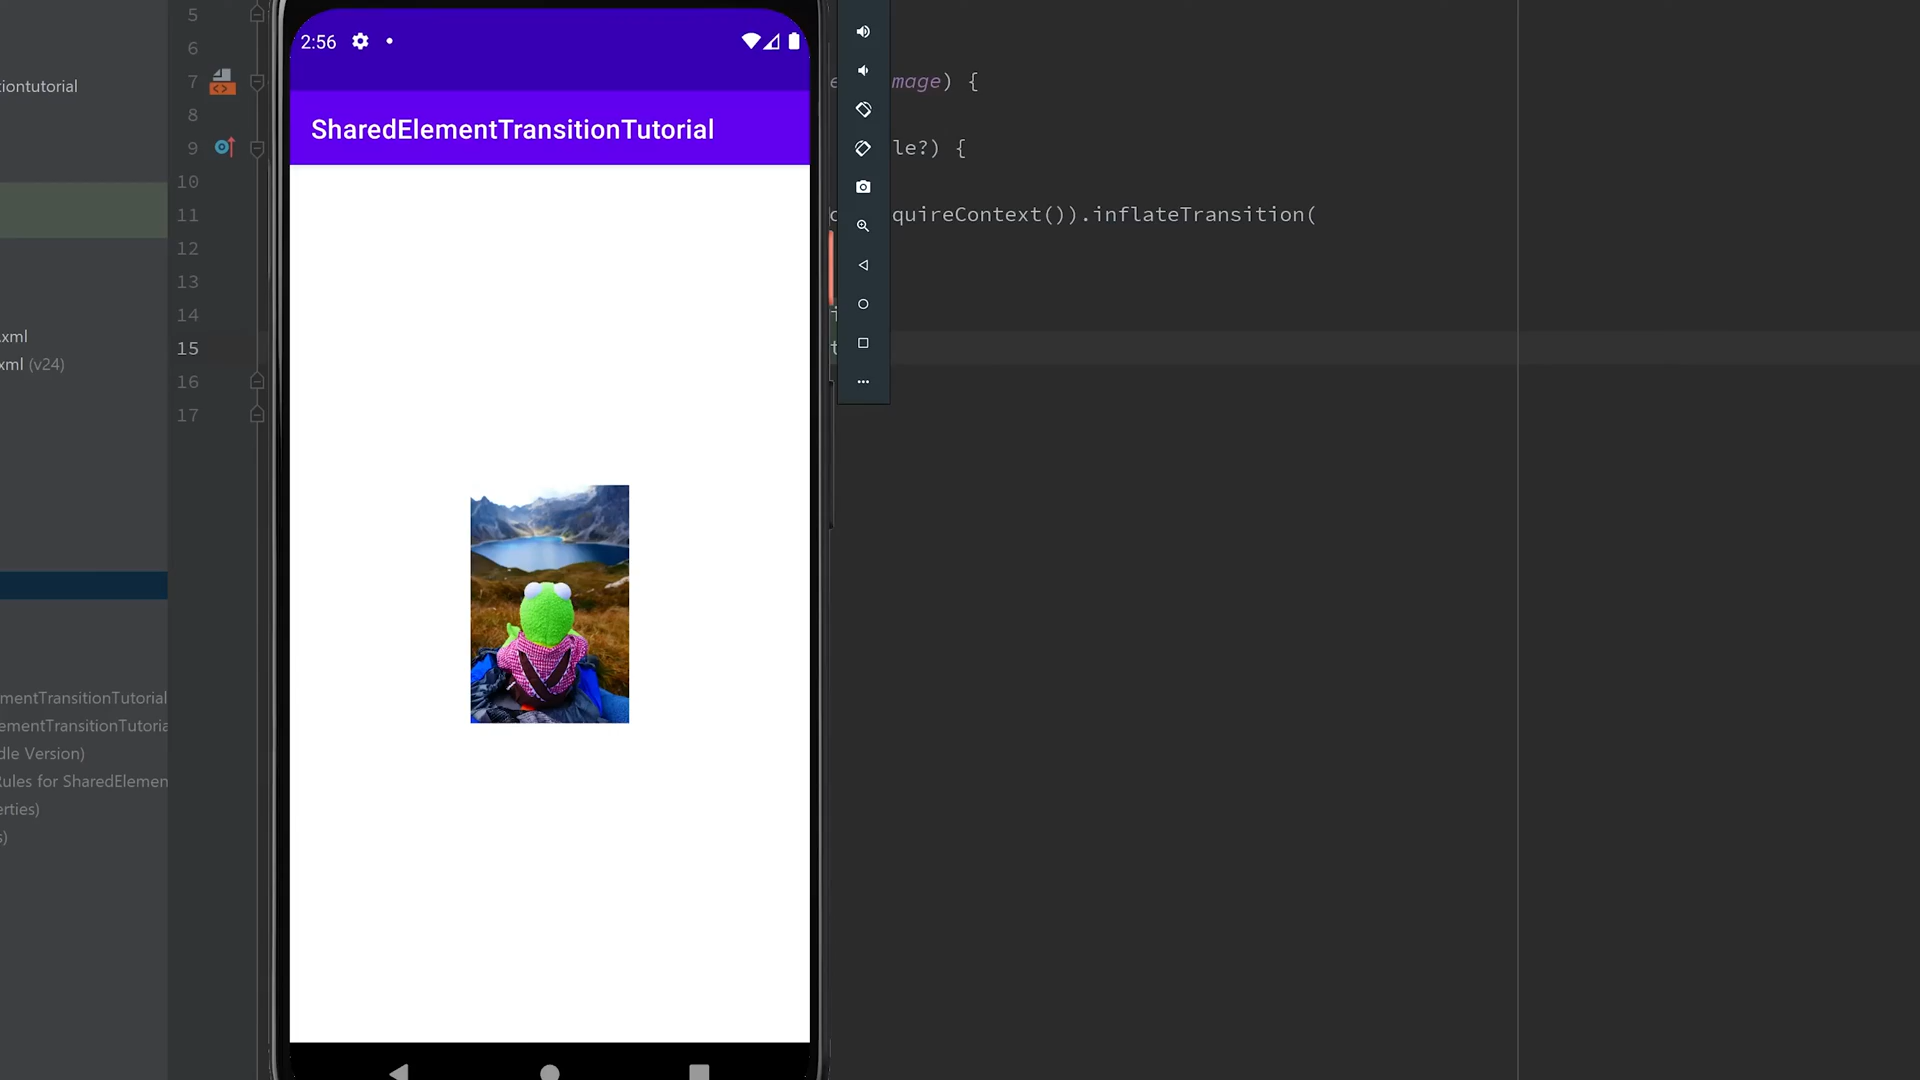 iontutorial
.xml
xml (v24)
mentTransitionTutorial
ementTransitionTutoria
dle Version)
Rules for SharedElemen
erties)
s)
5
6
7
8
9
10
11
12
13
14
15
16
17
2:56
SharedElementTransitionTutorial
mage) {
le?) {
quireContext()).inflateTransition(